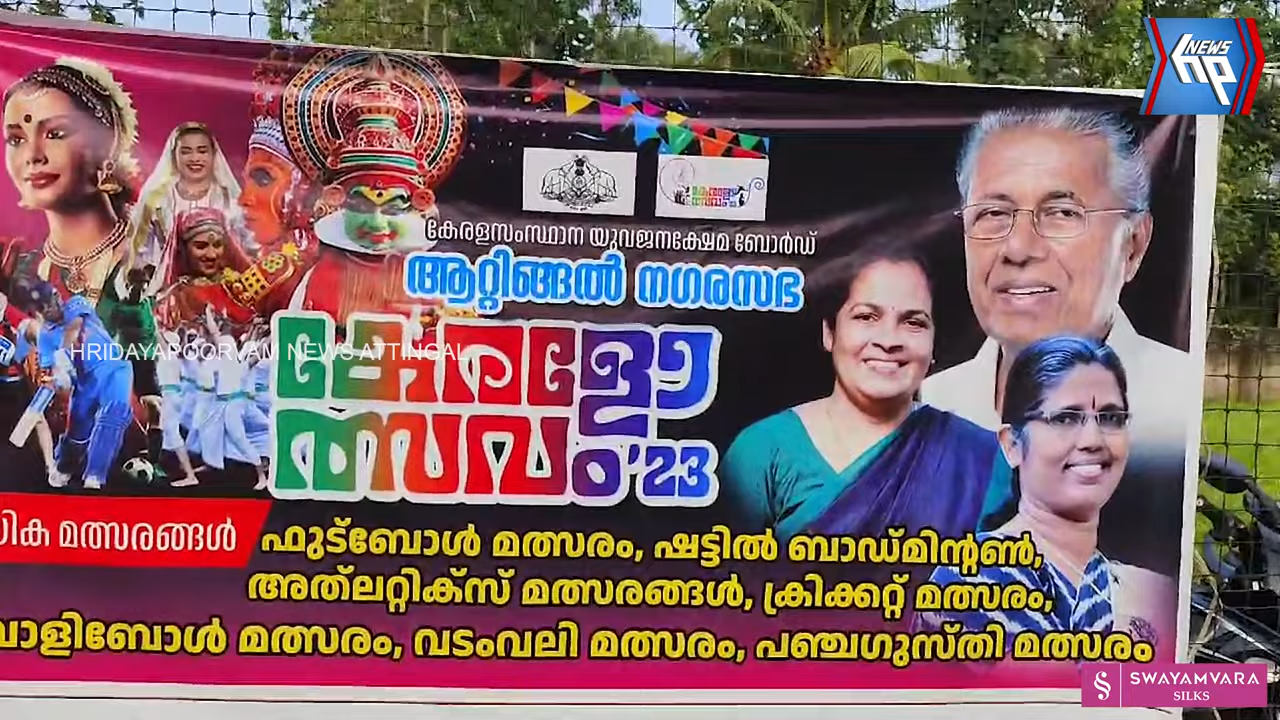 NEWS
കേരളസംസ്ഥാന യുവജനക്ഷേമ ബോർഡ്
ആറ്റിങ്ങൽ നഗരസഭ
HRIDAYAPOORVAM NEWS ATTINGAL
കേരളോ
ത്സവം'23
മത്സരങ്ങൾ
ഫുട്ബോൾ മത്സരം, ഷട്ടിൽ ബാഡ്മിന്റൺ,
അത്‌ലറ്റിക്സ് മത്സരങ്ങൾ, ക്രിക്കറ്റ് മത്സരം,
വോളിബോൾ മത്സരം, വടംവലി മത്സരം, പഞ്ചഗുസ്തി മത്സരം
SWAYAMVARA
SILKS